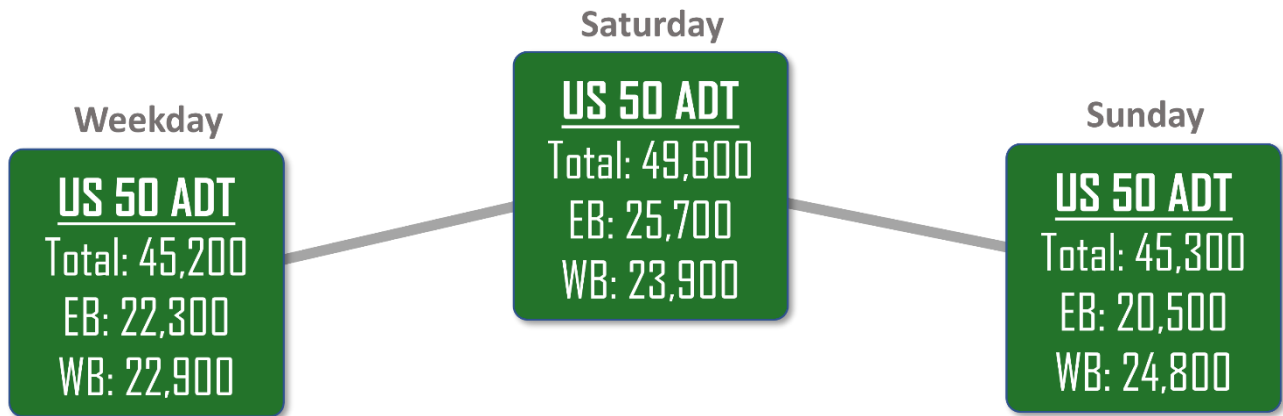 Weekday
US 50 ADT
Total: 45,200
EB: 22,300
WB: 22,900
Saturday
US 50 ADT
Total: 49,600
EB: 25,700
WB: 23,900
Sunday
US 50 ADT
Total: 45,300
EB: 20,500
WB: 24,800